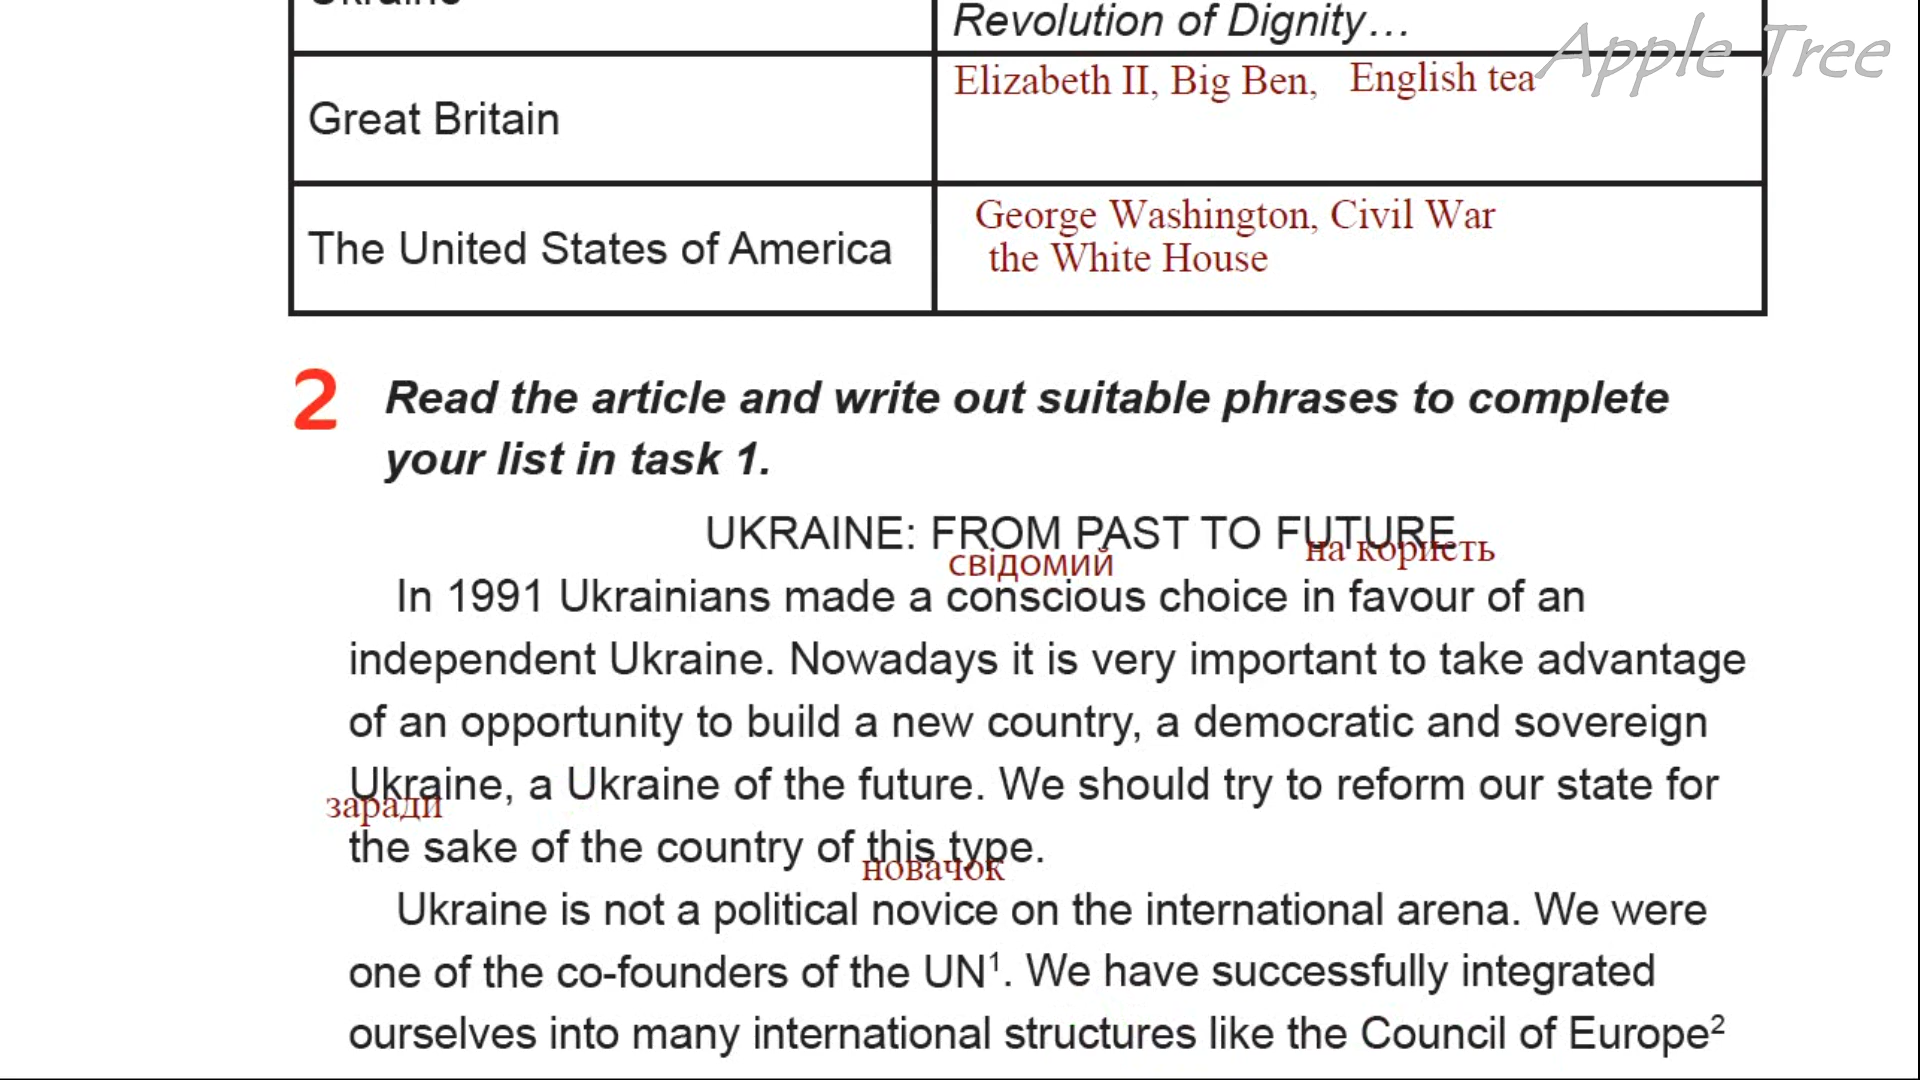 Ukraine
Revolution of Dignity…
Apple Tree
Elizabeth II, Big Ben, English tea
Great Britain
George Washington, Civil War
The United States of America
the White House
2 Read the article and write out suitable phrases to complete
your list in task 1.
UKRAINE: FROM PAST TO FUTURE
свідомий на користь
In 1991 Ukrainians made a conscious choice in favour of an
independent Ukraine. Nowadays it is very important to take advantage
of an opportunity to build a new country, a democratic and sovereign
Ukraine, a Ukraine of the future. We should try to reform our state for
заради
the sake of the country of this type.
новачок
Ukraine is not a political novice on the international arena. We were
one of the co-founders of the UN¹. We have successfully integrated
ourselves into many international structures like the Council of Europe²